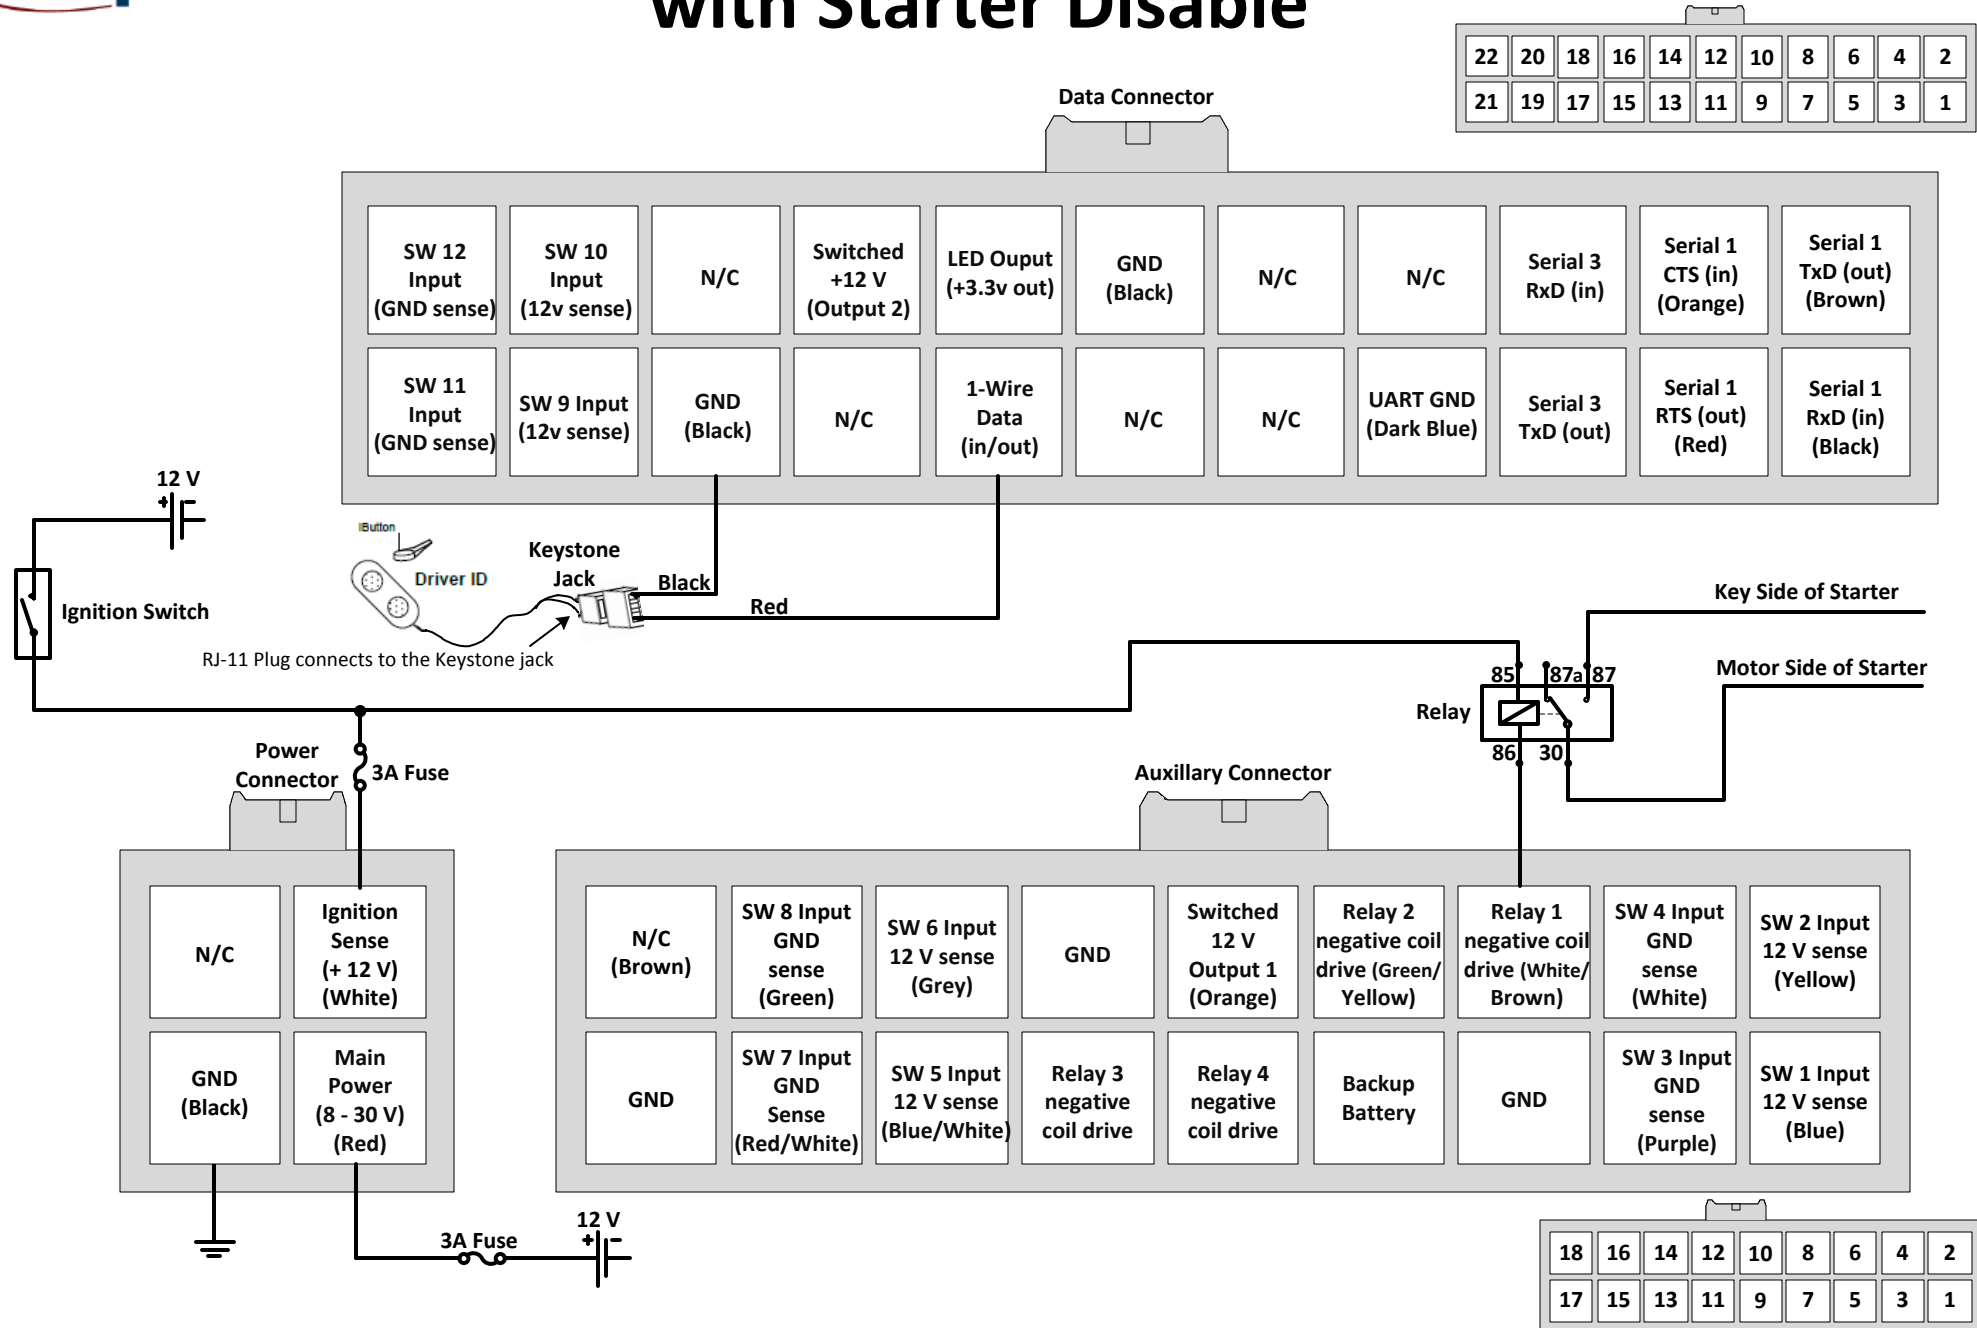 with Starter Disable
22 20 18 16 14 12 10 8 6 4 2
21 19 17 15 13 11 9 7 5 3 1
Data Connector
SW 12
Input
(GND sense)
SW 10
Input
(12v sense)
N/C
Switched
+12 V
(Output 2)
LED Ouput
(+3.3v out)
GND
(Black)
N/C
N/C
Serial 3
RxD (in)
Serial 1
CTS (in)
(Orange)
Serial 1
TxD (out)
(Brown)
SW 11
Input
(GND sense)
SW 9 Input
(12v sense)
GND
(Black)
N/C
1-Wire
Data
(in/out)
N/C
N/C
UART GND
(Dark Blue)
Serial 3
TxD (out)
Serial 1
RTS (out)
(Red)
Serial 1
RxD (in)
(Black)
12 V
+ -
Ignition Switch
IButton
Driver ID
Keystone
Jack
Black
Red
RJ-11 Plug connects to the Keystone jack
Key Side of Starter
Motor Side of Starter
85 87a 87
Relay
86 30
Power
Connector
3A Fuse
Auxillary Connector
N/C
Ignition
Sense
(+ 12 V)
(White)
GND
(Black)
Main
Power
(8 - 30 V)
(Red)
N/C
(Brown)
SW 8 Input
GND
sense
(Green)
SW 6 Input
12 V sense
(Grey)
GND
Switched
12 V
Output 1
(Orange)
Relay 2
negative coil
drive (Green/
Yellow)
Relay 1
negative coil
drive (White/
Brown)
SW 4 Input
GND
sense
(White)
SW 2 Input
12 V sense
(Yellow)
GND
SW 7 Input
GND
Sense
(Red/White)
SW 5 Input
12 V sense
(Blue/White)
Relay 3
negative
coil drive
Relay 4
negative
coil drive
Backup
Battery
GND
SW 3 Input
GND
sense
(Purple)
SW 1 Input
12 V sense
(Blue)
3A Fuse
12 V
+ -
18 16 14 12 10 8 6 4 2
17 15 13 11 9 7 5 3 1